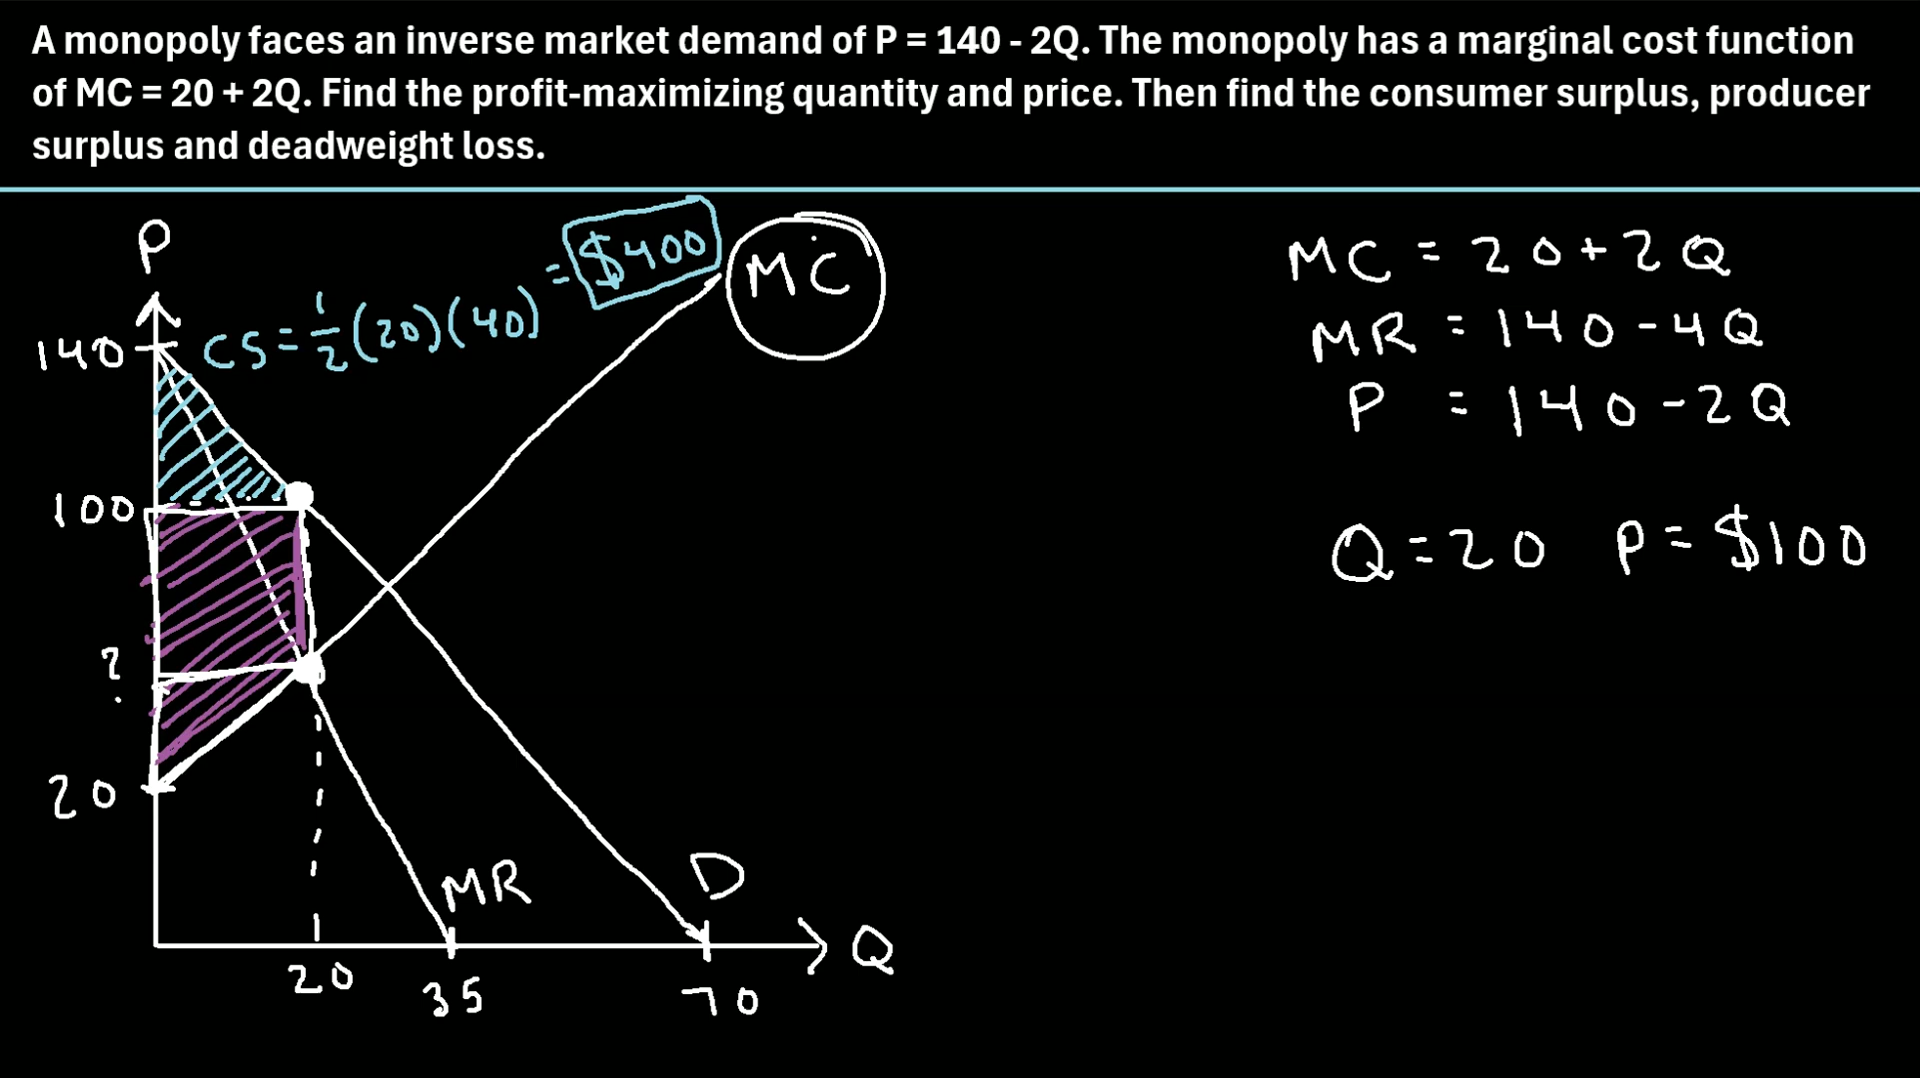 A monopoly faces an inverse market demand of P = 140 - 2Q. The monopoly has a marginal cost function
of MC = 20 + 2Q. Find the profit-maximizing quantity and price. Then find the consumer surplus, producer
surplus and deadweight loss.
P
CS = 1/2 (20)(40) = $400
MC
140
100
?
20
MR
D
Q
20
35
70
MC = 20 + 2Q
MR = 140 - 4Q
P = 140 - 2Q
Q = 20 P = $100